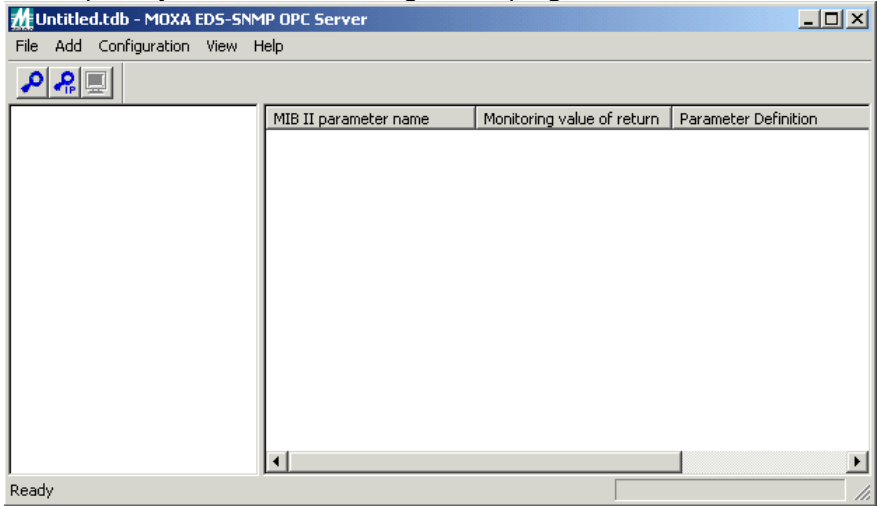 Untitled.tdb - MOXA EDS-SNMP OPC Server
File Add Configuration View Help
IP
MIB II parameter name Monitoring value of return Parameter Definition
Ready